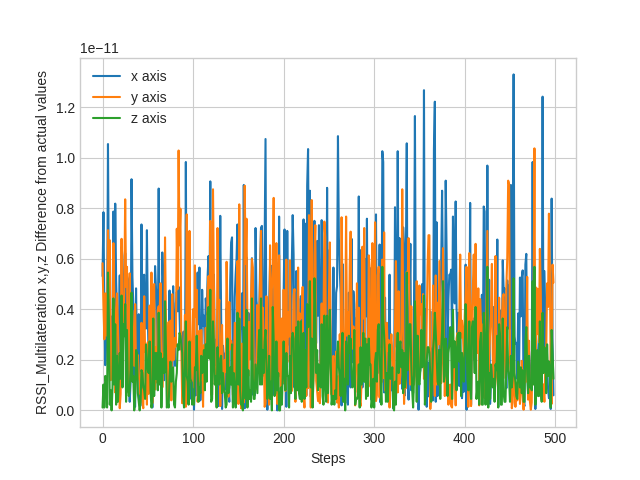 1e−11
x axis
y axis
z axis
RSSI_Multilateration x,y,z Difference from actual values
1.2
1.0
0.8
0.6
0.4
0.2
0.0
0 100 200 300 400 500
Steps